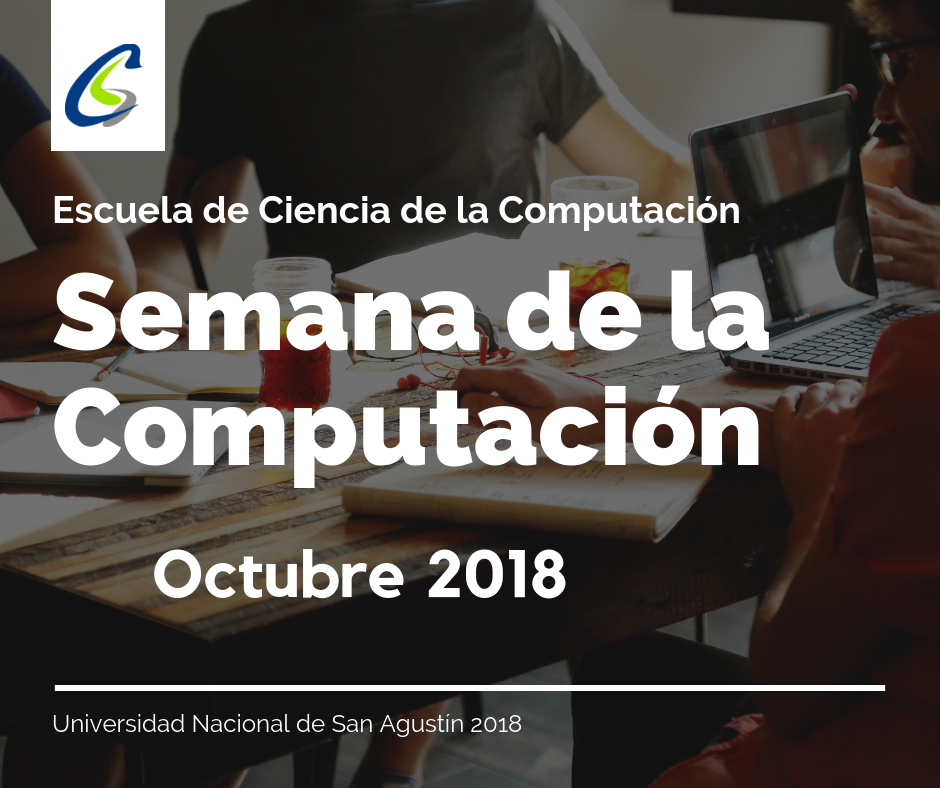 Escuela de Ciencia de la Computación
Semana de la
Computación
Octubre 2018
Universidad Nacional de San Agustín 2018